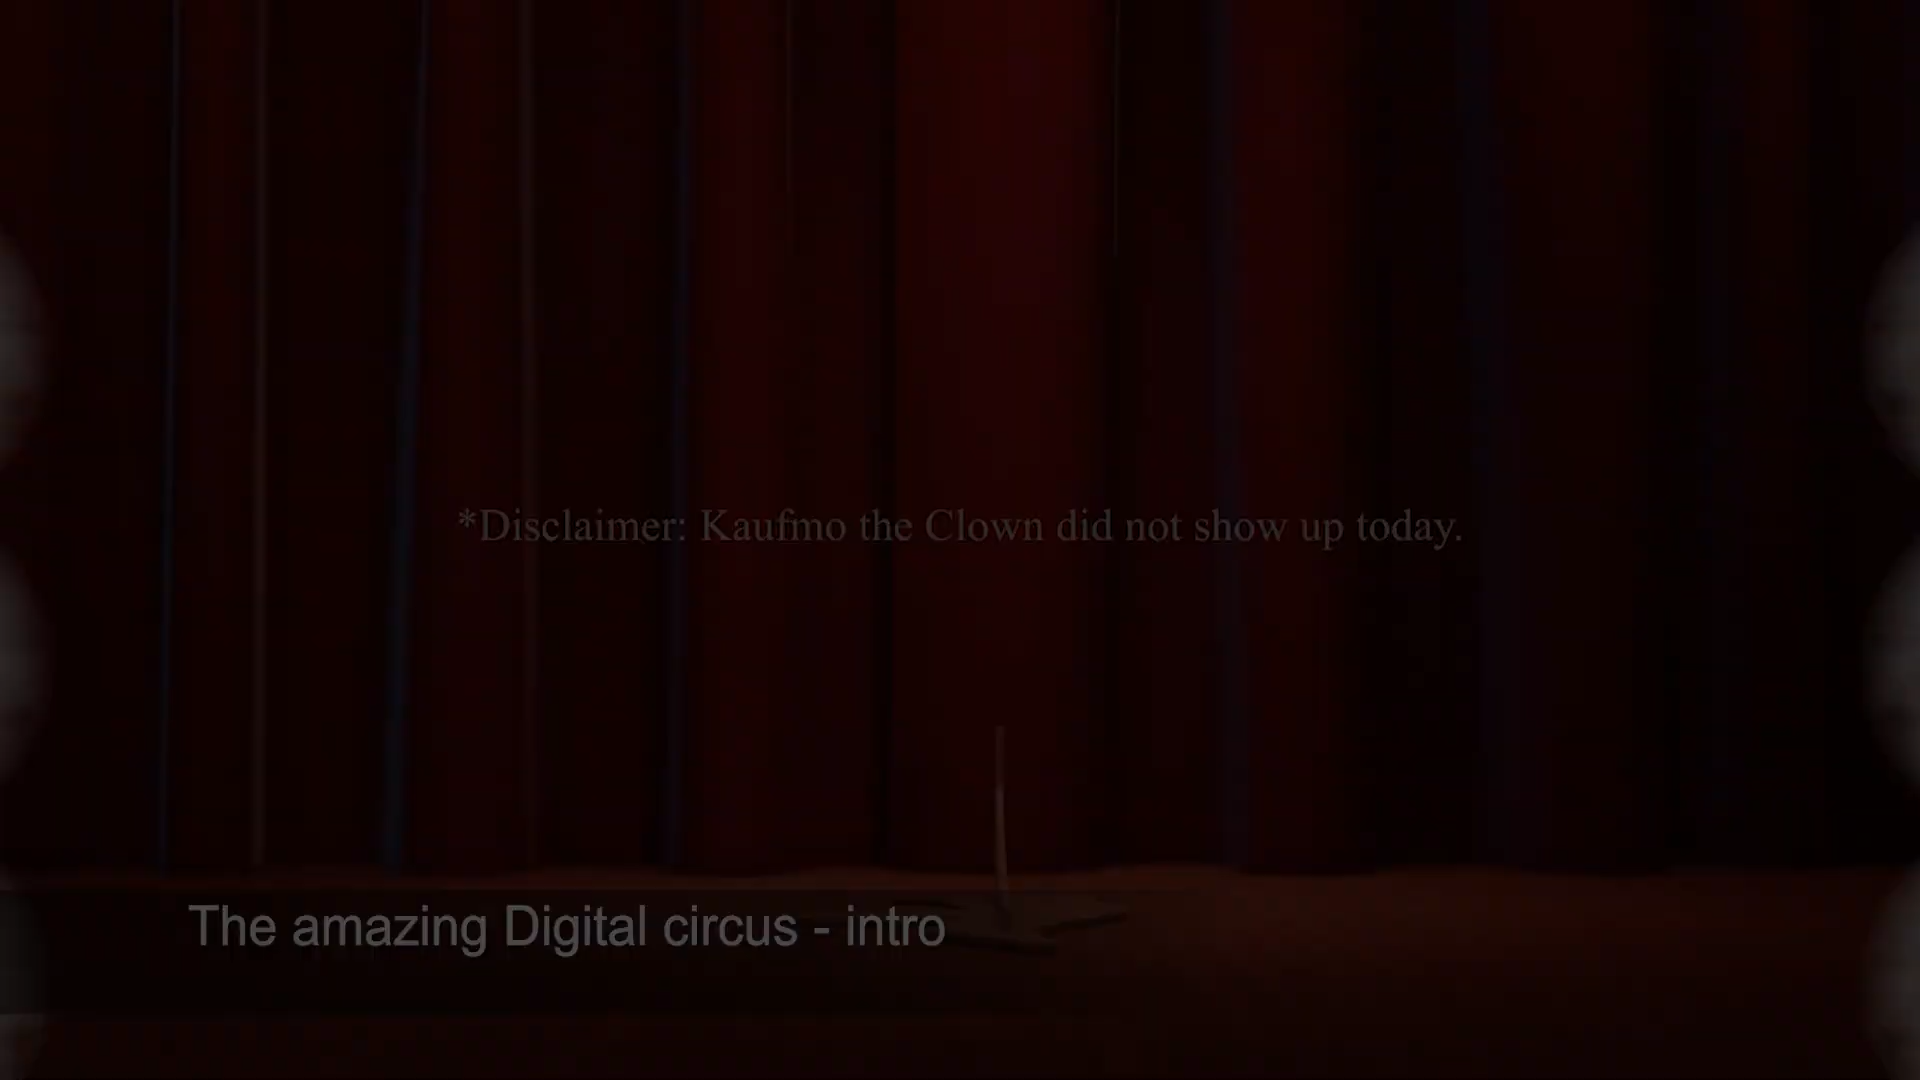 *Disclaimer: Kaufmo the Clown did not show up today.
The amazing Digital circus - intro